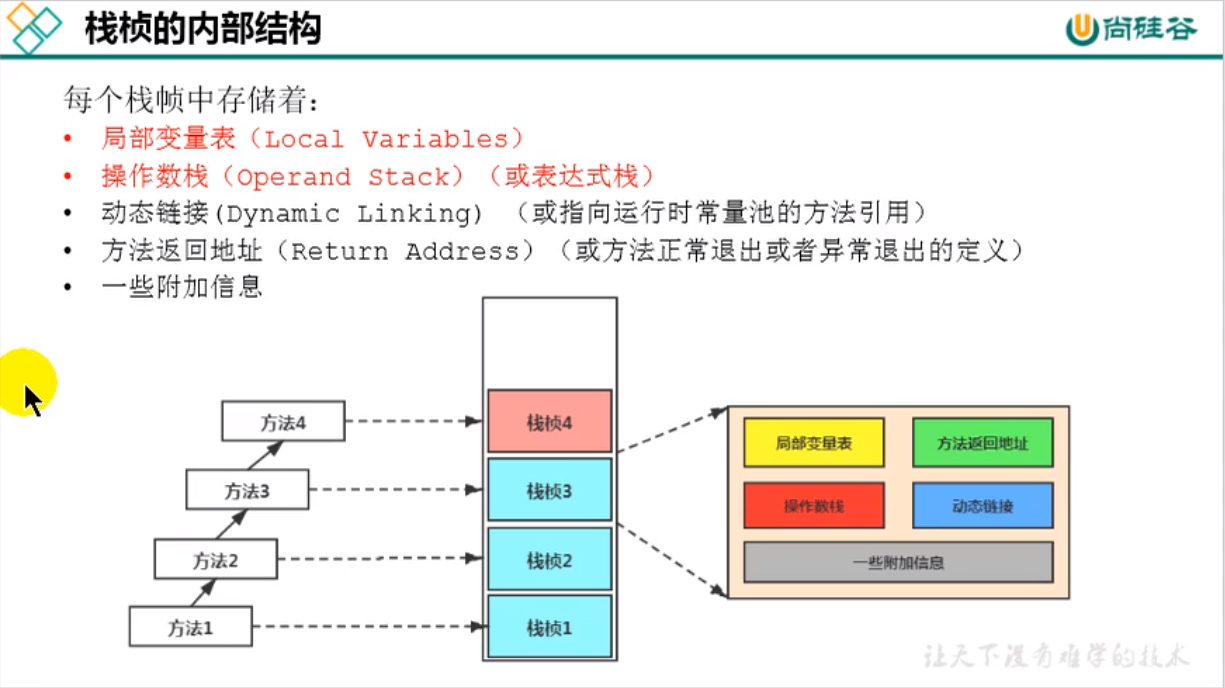 栈桢的内部结构
尚硅谷
每个栈帧中存储着：
• 局部变量表（Local Variables）
• 操作数栈（Operand Stack）（或表达式栈）
• 动态链接(Dynamic Linking) （或指向运行时常量池的方法引用）
• 方法返回地址（Return Address）（或方法正常退出或者异常退出的定义）
• 一些附加信息
方法4
栈桢4
方法3
栈桢3
方法2
栈桢2
方法1
栈桢1
局部变量表
方法返回地址
操作数栈
动态链接
一些附加信息
让天下没有难学的技术